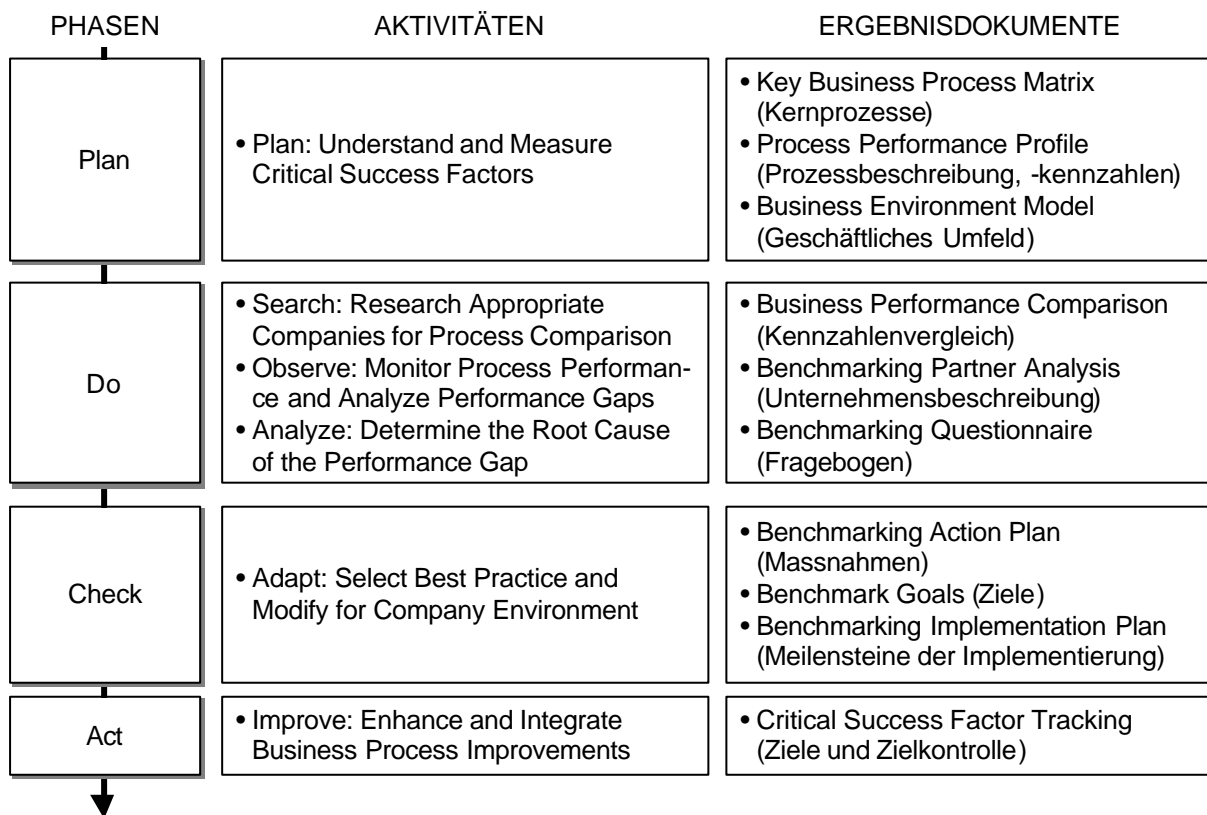 PHASEN
AKTIVITÄTEN
ERGEBNISDOKUMENTE
Plan
• Plan: Understand and Measure
Critical Success Factors
• Key Business Process Matrix
(Kernprozesse)
• Process Performance Profile
(Prozessbeschreibung, -kennzahlen)
• Business Environment Model
(Geschäftliches Umfeld)
Do
• Search: Research Appropriate
Companies for Process Comparison
• Observe: Monitor Process Performan-
ce and Analyze Performance Gaps
• Analyze: Determine the Root Cause
of the Performance Gap
• Business Performance Comparison
(Kennzahlenvergleich)
• Benchmarking Partner Analysis
(Unternehmensbeschreibung)
• Benchmarking Questionnaire
(Fragebogen)
Check
• Adapt: Select Best Practice and
Modify for Company Environment
• Benchmarking Action Plan
(Massnahmen)
• Benchmark Goals (Ziele)
• Benchmarking Implementation Plan
(Meilensteine der Implementierung)
Act
• Improve: Enhance and Integrate
Business Process Improvements
• Critical Success Factor Tracking
(Ziele und Zielkontrolle)